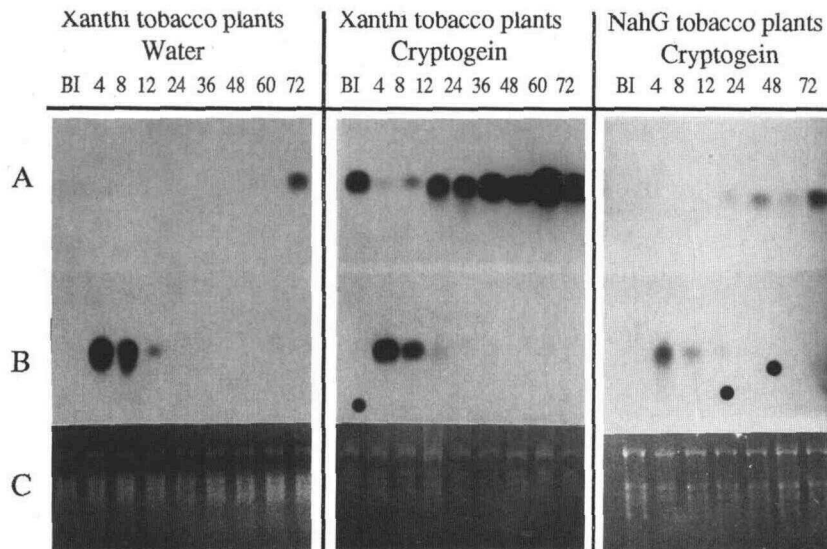 Xanthi tobacco plants
Water
BI 4 8 12 24 36 48 60 72
Xanthi tobacco plants
Cryptogein
BI 4 8 12 24 36 48 60 72
NahG tobacco plants
Cryptogein
BI 4 8 12 24 48 72
A
B
C